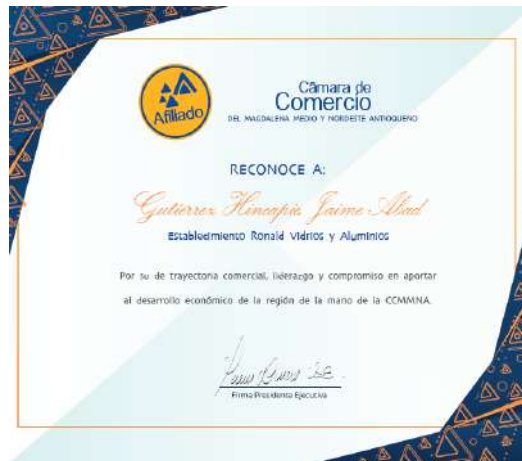 Afiliado
Cámara de
Comercio
DEL MAGDALENA MEDIO Y NORDESTE ANTIOQUEÑO
RECONOCE A:
Gutiérrez Hincapie Jaime Abad
Establecimiento Ronald Vidrios y Aluminios
Por su de trayectoria comercial, liderazgo y compromiso en aportar
al desarrollo económico de la región de la mano de la CCMMNA.
Firma Presidenta Ejecutiva